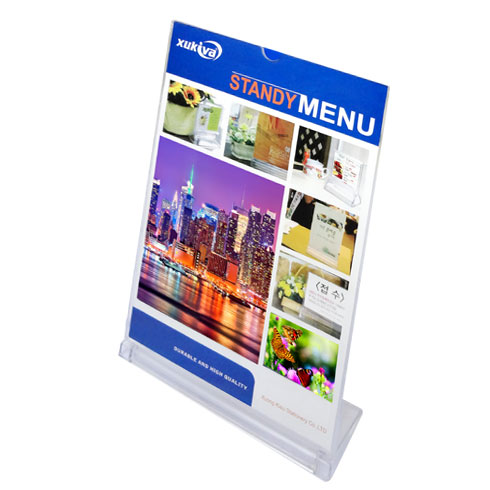 xukiva
STANDY MENU
<접수>
DURABLE AND HIGH QUALITY